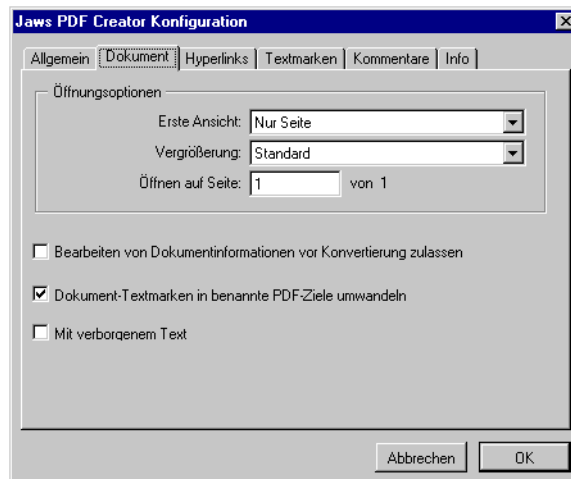 Jaws PDF Creator Konfiguration
Allgemein Dokument Hyperlinks Textmarken Kommentare Info
Öffnungsoptionen
Erste Ansicht: Nur Seite
Vergrößerung: Standard
Öffnen auf Seite: 1 von 1
Bearbeiten von Dokumentinformationen vor Konvertierung zulassen
Dokument-Textmarken in benannte PDF-Ziele umwandeln
Mit verborgenem Text
Abbrechen OK